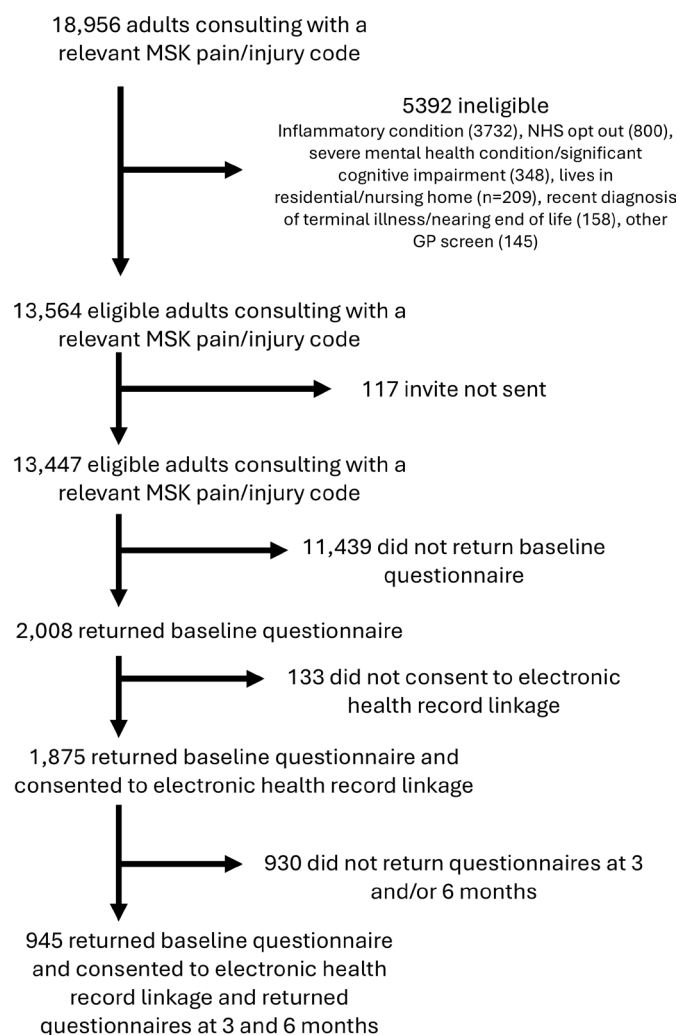 18,956 adults consulting with a
relevant MSK pain/injury code
5392 ineligible
Inflammatory condition (3732), NHS opt out (800),
severe mental health condition/significant
cognitive impairment (348), lives in
residential/nursing home (n=209), recent diagnosis
of terminal illness/nearing end of life (158), other
GP screen (145)
13,564 eligible adults consulting with a
relevant MSK pain/injury code
117 invite not sent
13,447 eligible adults consulting with a
relevant MSK pain/injury code
11,439 did not return baseline
questionnaire
2,008 returned baseline questionnaire
133 did not consent to electronic
health record linkage
1,875 returned baseline questionnaire and
consented to electronic health record linkage
930 did not return questionnaires at 3
and/or 6 months
945 returned baseline questionnaire
and consented to electronic health
record linkage and returned
questionnaires at 3 and 6 months